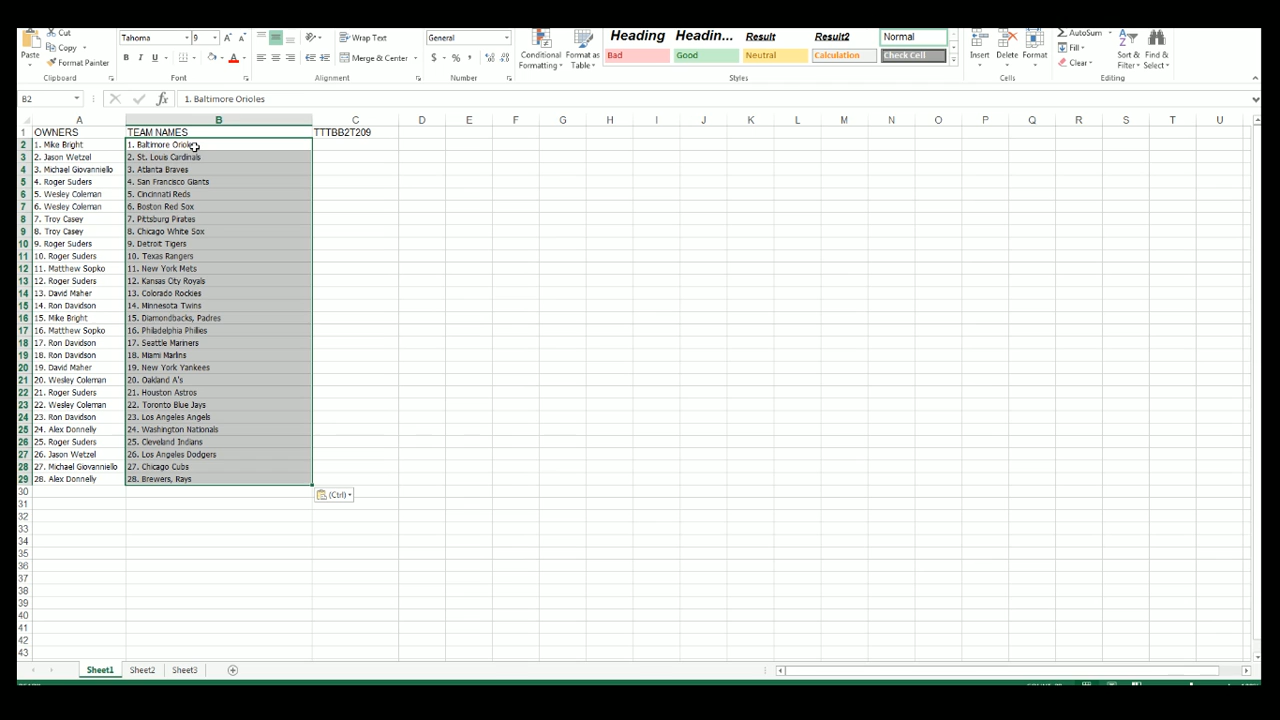 Cut
Copy
Paste
Format Painter
Clipboard
Tahoma 9 A A
B I U
Font
Wrap Text
Merge & Center
Alignment
General
$ % ,
Number
Conditional Formatting
Format as Table
Heading Headin... Result Result2 Normal
Bad Good Neutral Calculation Check Cell
Styles
Insert Delete Format
Cells
AutoSum
Fill
Clear
Sort & Filter
Find & Select
Editing
B2 fx 1. Baltimore Orioles
A B C D E F G H I J K L M N O P Q R S T U
1 OWNERS TEAM NAMES TTTBB2T209
2 1. Mike Bright 1. Baltimore Orioles
3 2. Jason Wetzel 2. St. Louis Cardinals
4 3. Michael Giovanniello 3. Atlanta Braves
5 4. Roger Suders 4. San Francisco Giants
6 5. Wesley Coleman 5. Cincinnati Reds
7 6. Wesley Coleman 6. Boston Red Sox
8 7. Troy Casey 7. Pittsburg Pirates
9 8. Troy Casey 8. Chicago White Sox
10 9. Roger Suders 9. Detroit Tigers
11 10. Roger Suders 10. Texas Rangers
12 11. Matthew Sopko 11. New York Mets
13 12. Roger Suders 12. Kansas City Royals
14 13. David Maher 13. Colorado Rockies
15 14. Ron Davidson 14. Minnesota Twins
16 15. Mike Bright 15. Diamondbacks, Padres
17 16. Matthew Sopko 16. Philadelphia Philies
18 17. Ron Davidson 17. Seattle Mariners
19 18. Ron Davidson 18. Miami Marlins
20 19. David Maher 19. New York Yankees
21 20. Wesley Coleman 20. Oakland A's
22 21. Roger Suders 21. Houston Astros
23 22. Wesley Coleman 22. Toronto Blue Jays
24 23. Ron Davidson 23. Los Angeles Angels
25 24. Alex Donnelly 24. Washington Nationals
26 25. Roger Suders 25. Cleveland Indians
27 26. Jason Wetzel 26. Los Angeles Dodgers
28 27. Michael Giovanniello 27. Chicago Cubs
29 28. Alex Donnelly 28. Brewers, Rays
30 (Ctrl)
31
32
33
34
35
36
37
38
39
40
41
42
43
Sheet1 Sheet2 Sheet3